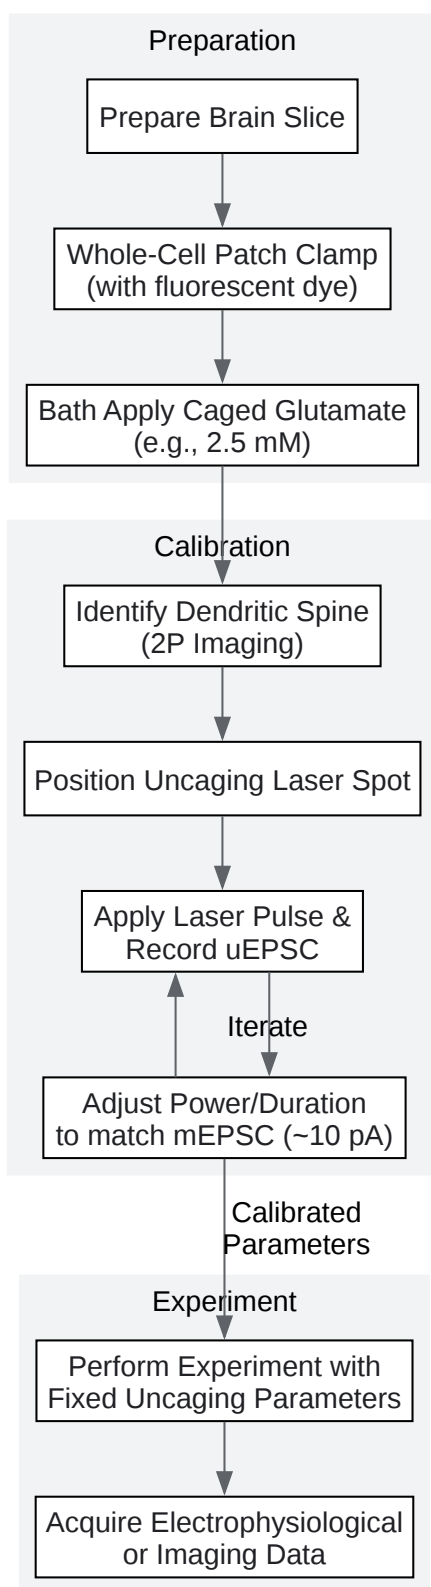 Preparation
Prepare Brain Slice
Whole-Cell Patch Clamp
(with fluorescent dye)
Bath Apply Caged Glutamate
(e.g., 2.5 mM)
Calibration
Identify Dendritic Spine
(2P Imaging)
Position Uncaging Laser Spot
Apply Laser Pulse &
Record uEPSC
Iterate
Adjust Power/Duration
to match mEPSC (~10 pA)
Calibrated
Parameters
Experiment
Perform Experiment with
Fixed Uncaging Parameters
Acquire Electrophysiological
or Imaging Data